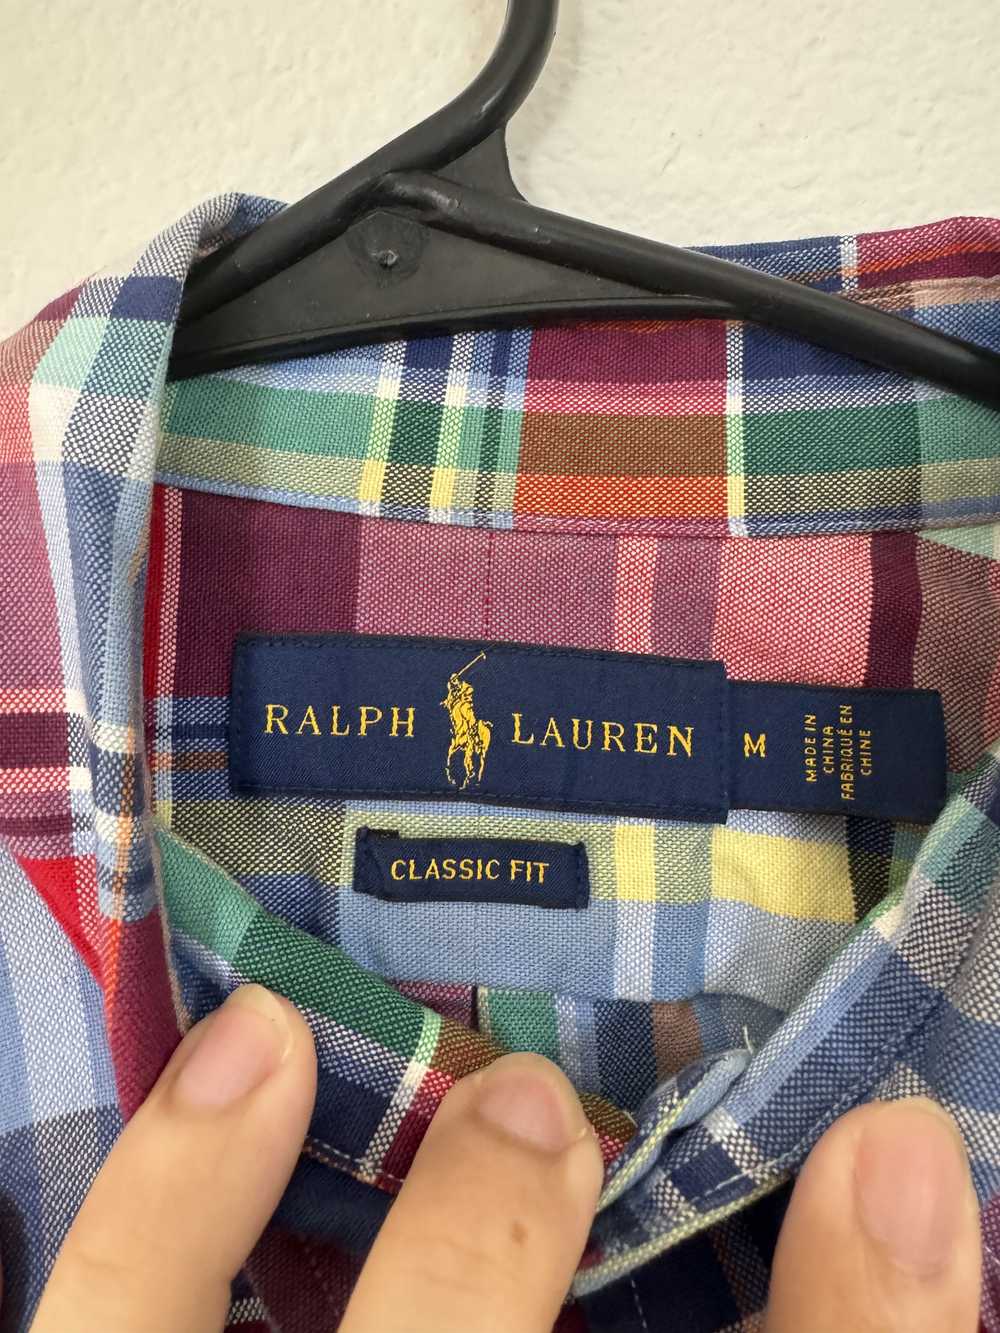 RALPH LAUREN
M
MADE IN
CHINA
FABRIQUÉ EN
CHINE
CLASSIC FIT